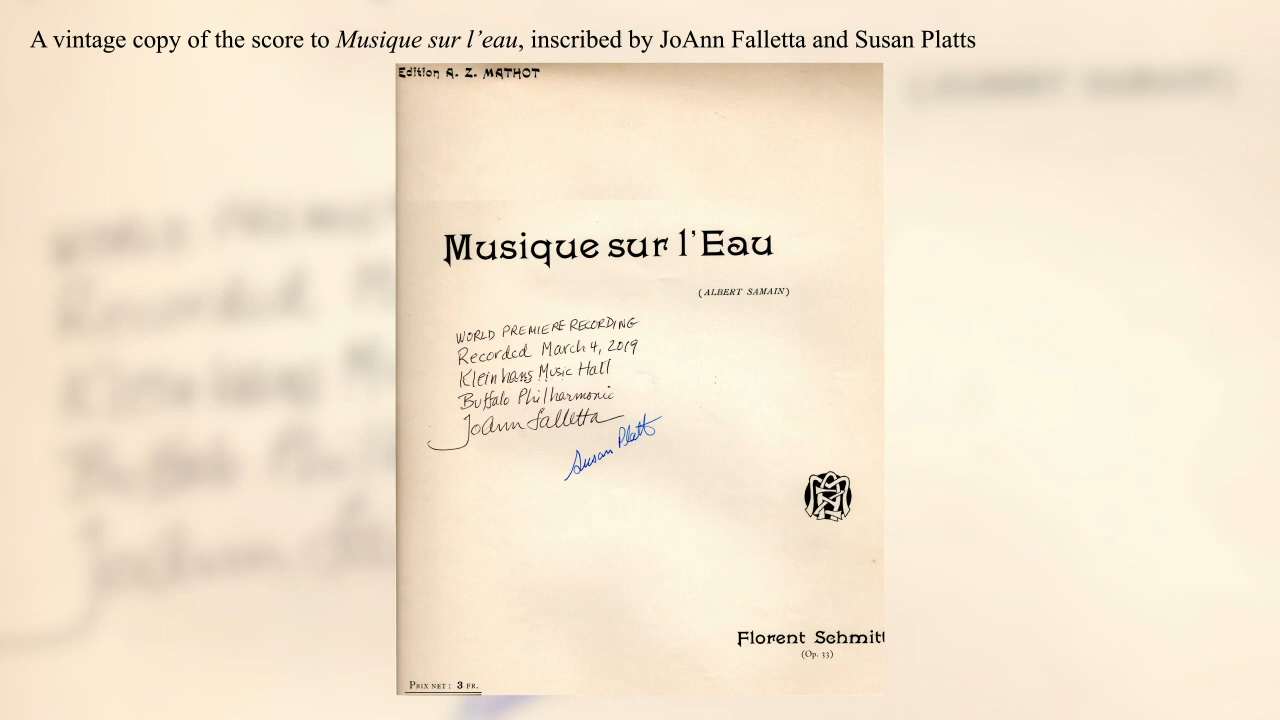 A vintage copy of the score to Musique sur l’eau, inscribed by JoAnn Falletta and Susan Platts
Edition A. Z. MATHOT
Musique sur l'Eau
(ALBERT SAMAIN)
WORLD PREMIERE RECORDING
Recorded March 4, 2019
Kleinhans Music Hall
Buffalo Philharmonic
JoAnn Falletta
Susan Platts
Florent Schmitt
(Op. 33)
PRIX NET : 3 FR.